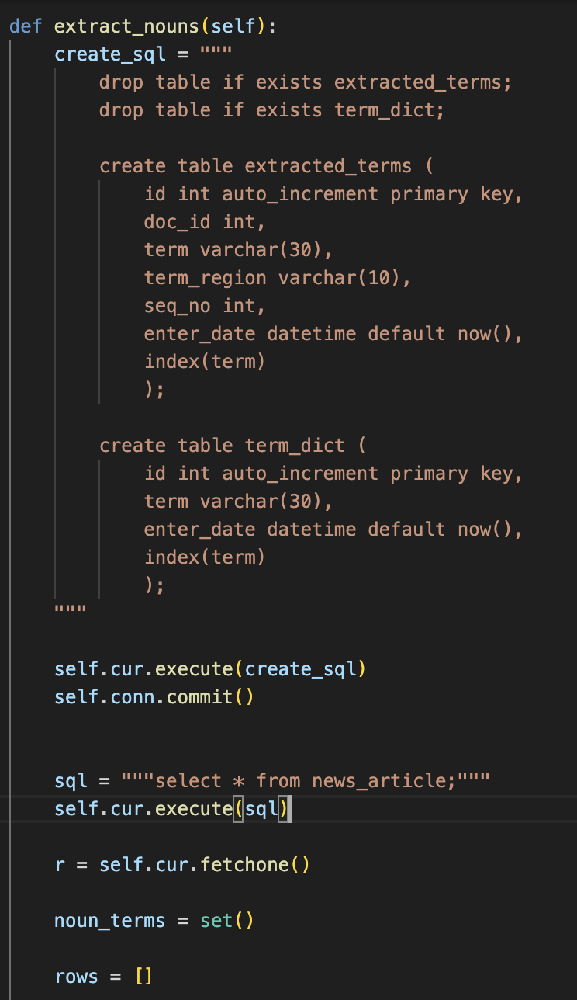 def extract_nouns(self):
    create_sql = """
        drop table if exists extracted_terms;
        drop table if exists term_dict;

        create table extracted_terms (
            id int auto_increment primary key,
            doc_id int,
            term varchar(30),
            term_region varchar(10),
            seq_no int,
            enter_date datetime default now(),
            index(term)
            );

        create table term_dict (
            id int auto_increment primary key,
            term varchar(30),
            enter_date datetime default now(),
            index(term)
            );
    """

    self.cur.execute(create_sql)
    self.conn.commit()


    sql = """select * from news_article;"""
    self.cur.execute(sql)

    r = self.cur.fetchone()

    noun_terms = set()

    rows = []